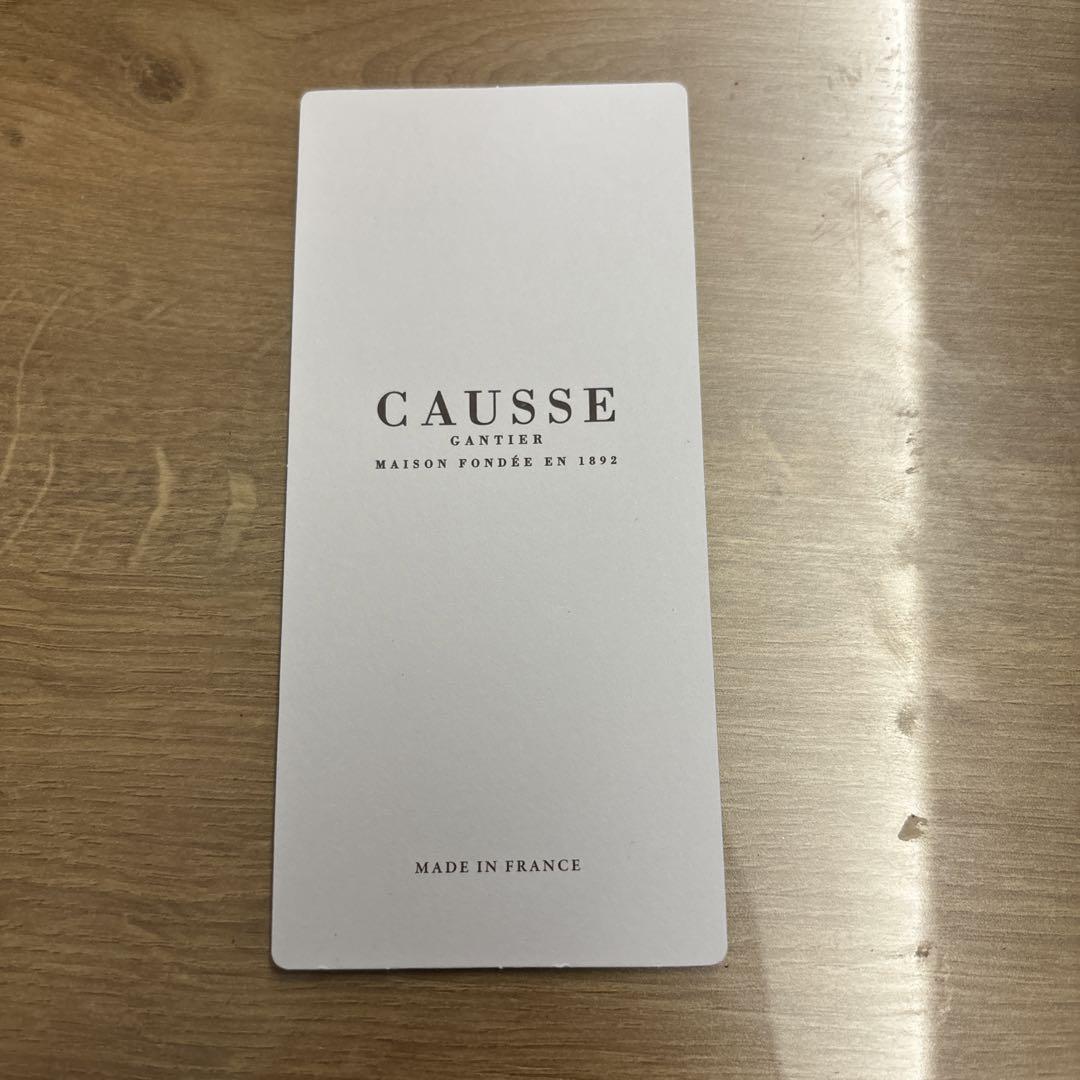 CAUSSE
GANTIER
MAISON FONDÉE EN 1892
MADE IN FRANCE